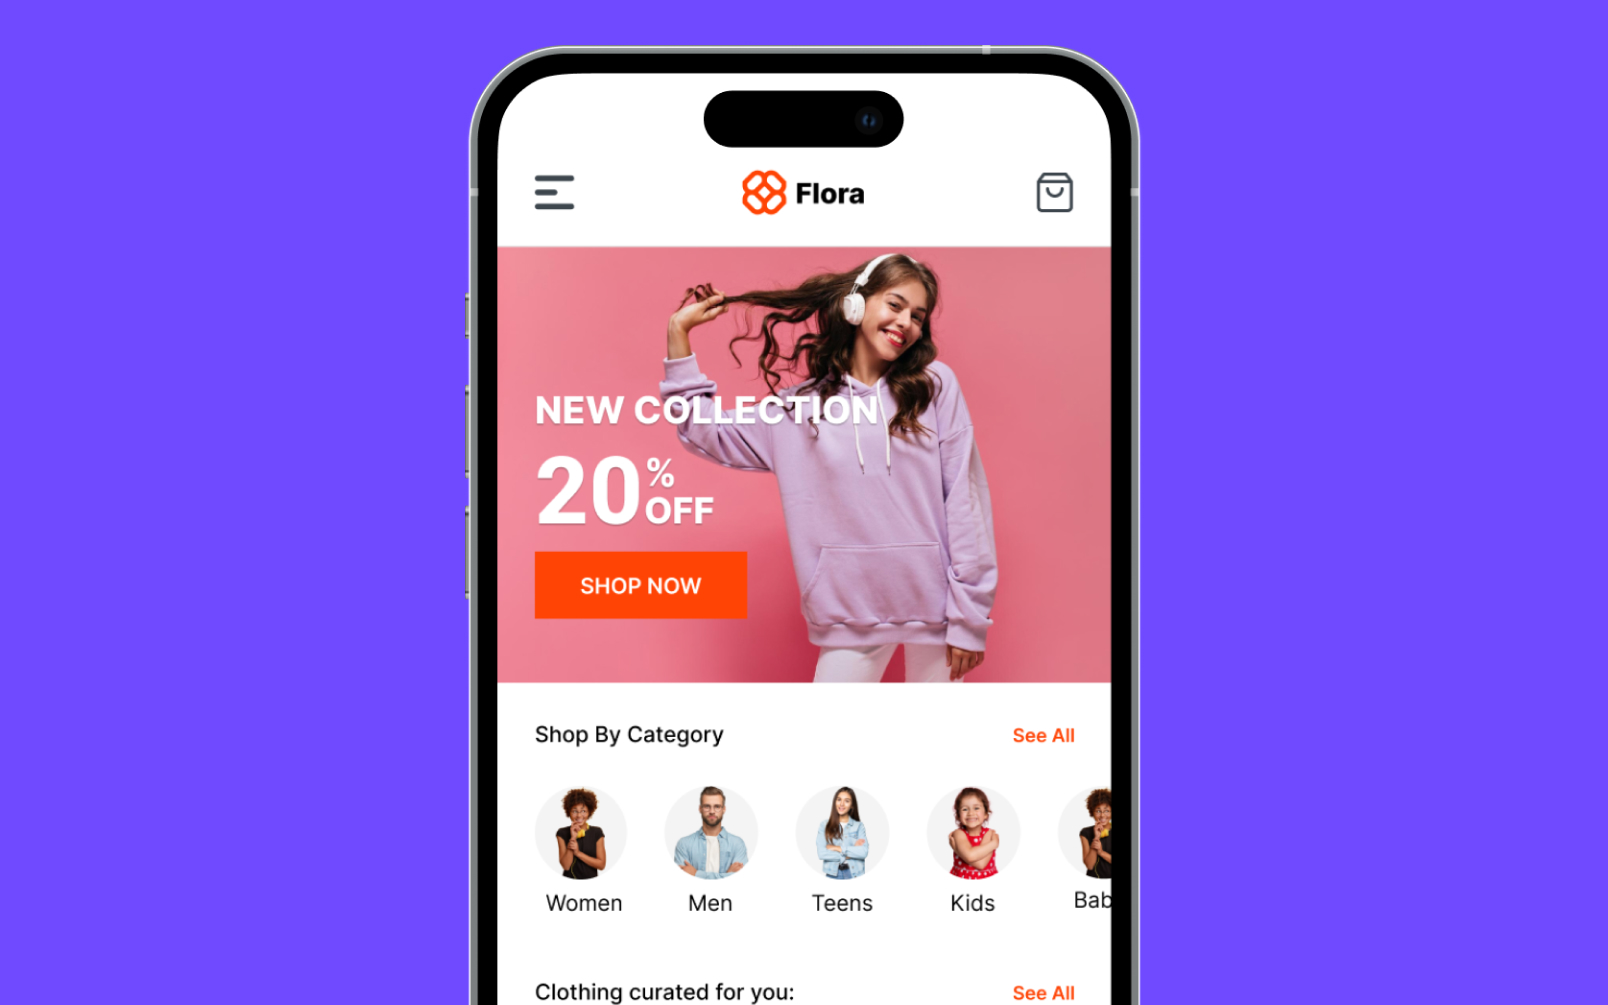 Flora
NEW COLLECTION
20%
OFF
SHOP NOW
Shop By Category
See All
Women
Men
Teens
Kids
Bab
Clothing curated for you:
See All